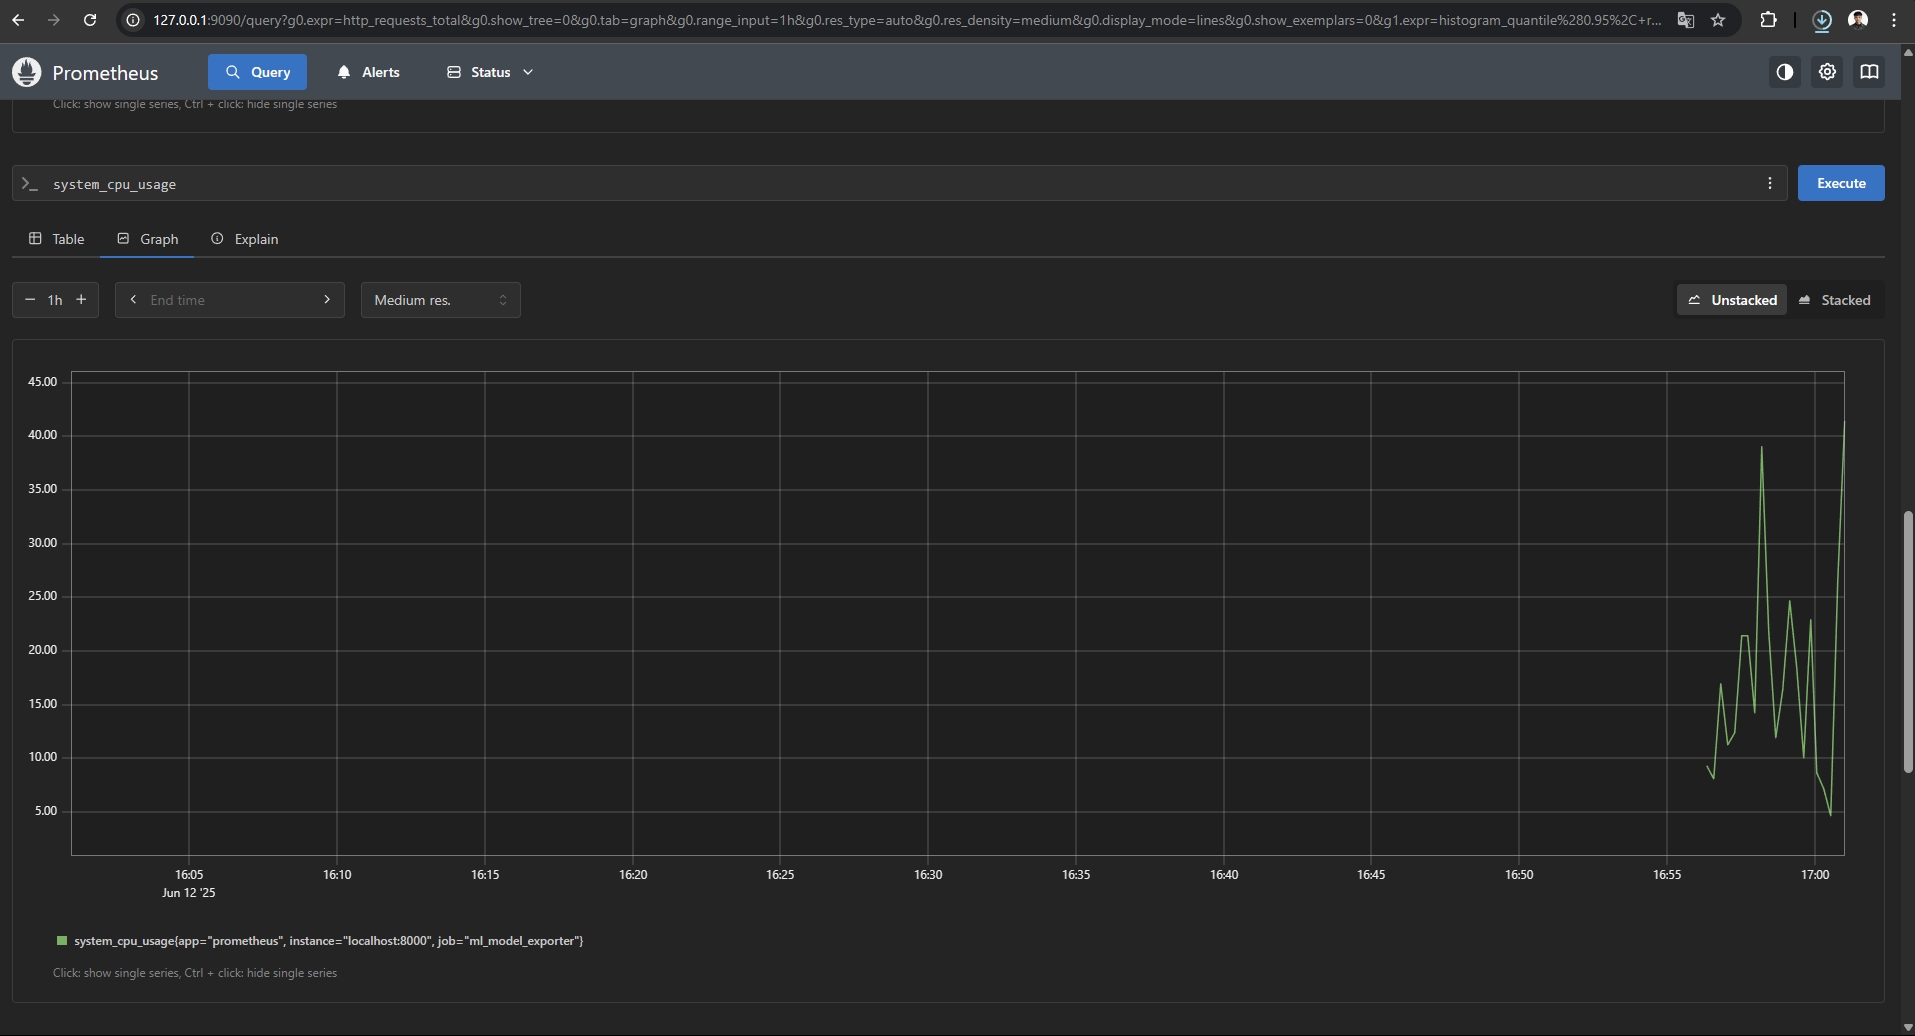 127.0.0.1:9090/query?g0.expr=http_requests_total&g0.show_tree=0&g0.tab=graph&g0.range_input=1h&g0.res_type=auto&g0.res_density=medium&g0.display_mode=lines&g0.show_exemplars=0&g1.expr=histogram_quantile%280.95%2C+r...
Prometheus Query Alerts Status
Click: show single series, Ctrl + click: hide single series
>_ system_cpu_usage Execute
Table Graph Explain
− 1h + < End time > Medium res. Unstacked Stacked
45.00
40.00
35.00
30.00
25.00
20.00
15.00
10.00
5.00
16:05 16:10 16:15 16:20 16:25 16:30 16:35 16:40 16:45 16:50 16:55 17:00
Jun 12 '25
system_cpu_usage{app="prometheus", instance="localhost:8000", job="ml_model_exporter"}
Click: show single series, Ctrl + click: hide single series